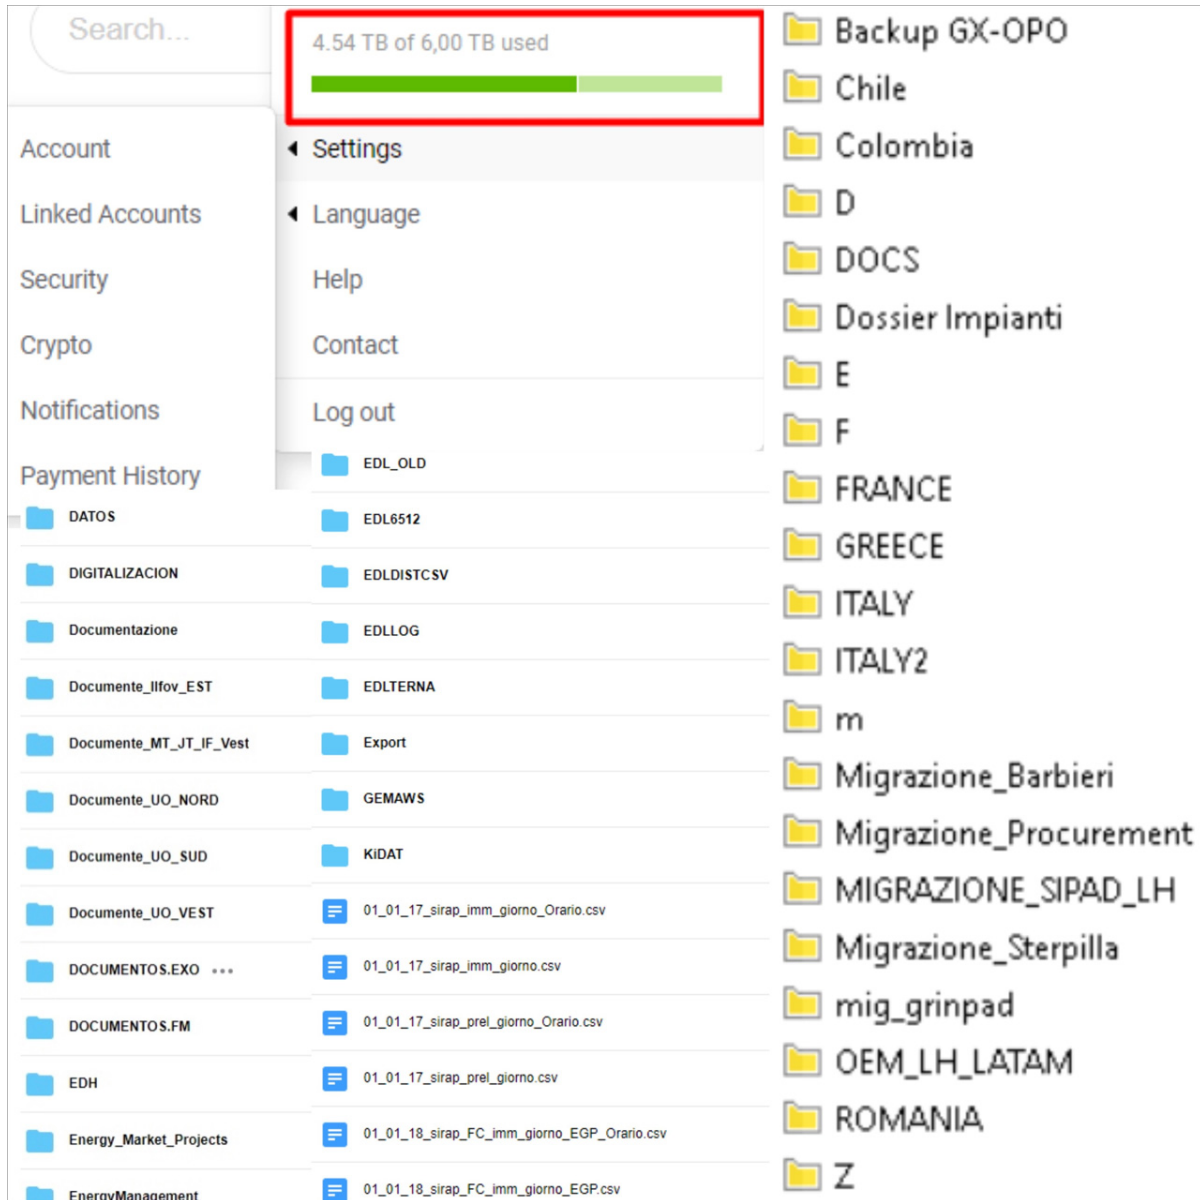 Search...
4.54 TB of 6,00 TB used
Account
Linked Accounts
Security
Crypto
Notifications
Payment History
Settings
Language
Help
Contact
Log out
DATOS
DIGITALIZACION
Documentazione
Documente_Ilfov_EST
Documente_MT_JT_IF_Vest
Documente_UO_NORD
Documente_UO_SUD
Documente_UO_VEST
DOCUMENTOS.EXO
DOCUMENTOS.FM
EDH
Energy_Market_Projects
EnergyManagement
EDL_OLD
EDL6512
EDLDISTCSV
EDLLOG
EDLTERNA
Export
GEMAWS
KiDAT
01_01_17_sirap_imm_giorno_Orario.csv
01_01_17_sirap_imm_giorno.csv
01_01_17_sirap_prel_giorno_Orario.csv
01_01_17_sirap_prel_giorno.csv
01_01_18_sirap_FC_imm_giorno_EGP_Orario.csv
01_01_18_sirap_FC_imm_giorno_EGP.csv
Backup GX-OPO
Chile
Colombia
D
DOCS
Dossier Impianti
E
F
FRANCE
GREECE
ITALY
ITALY2
m
Migrazione_Barbieri
Migrazione_Procurement
MIGRAZIONE_SIPAD_LH
Migrazione_Sterpilla
mig_grinpad
OEM_LH_LATAM
ROMANIA
Z